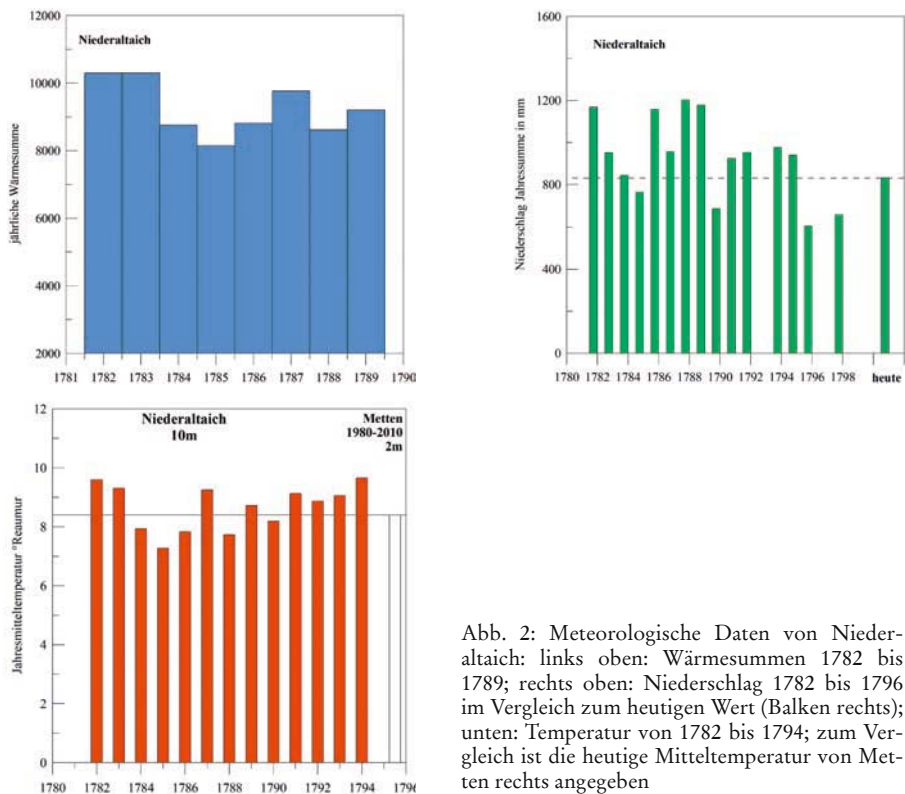 12000
10000
8000
6000
4000
2000
jährliche Wärmesumme
Niederaltaich
1781 1782 1783 1784 1785 1786 1787 1788 1789 1790
1600
1200
800
400
0
Niederschlag Jahressumme in mm
Niederaltaich
1780 1782 1784 1786 1788 1790 1792 1794 1796 1798 heute
12
10
8
6
4
2
0
Jahresmitteltemperatur °Reaumur
Niederaltaich
10m
Metten
1980-2010
2m
1780 1782 1784 1786 1788 1790 1792 1794 1796
Abb. 2: Meteorologische Daten von Nieder-
altaich: links oben: Wärmesummen 1782 bis
1789; rechts oben: Niederschlag 1782 bis 1796
im Vergleich zum heutigen Wert (Balken rechts);
unten: Temperatur von 1782 bis 1794; zum Ver-
gleich ist die heutige Mitteltemperatur von Met-
ten rechts angegeben